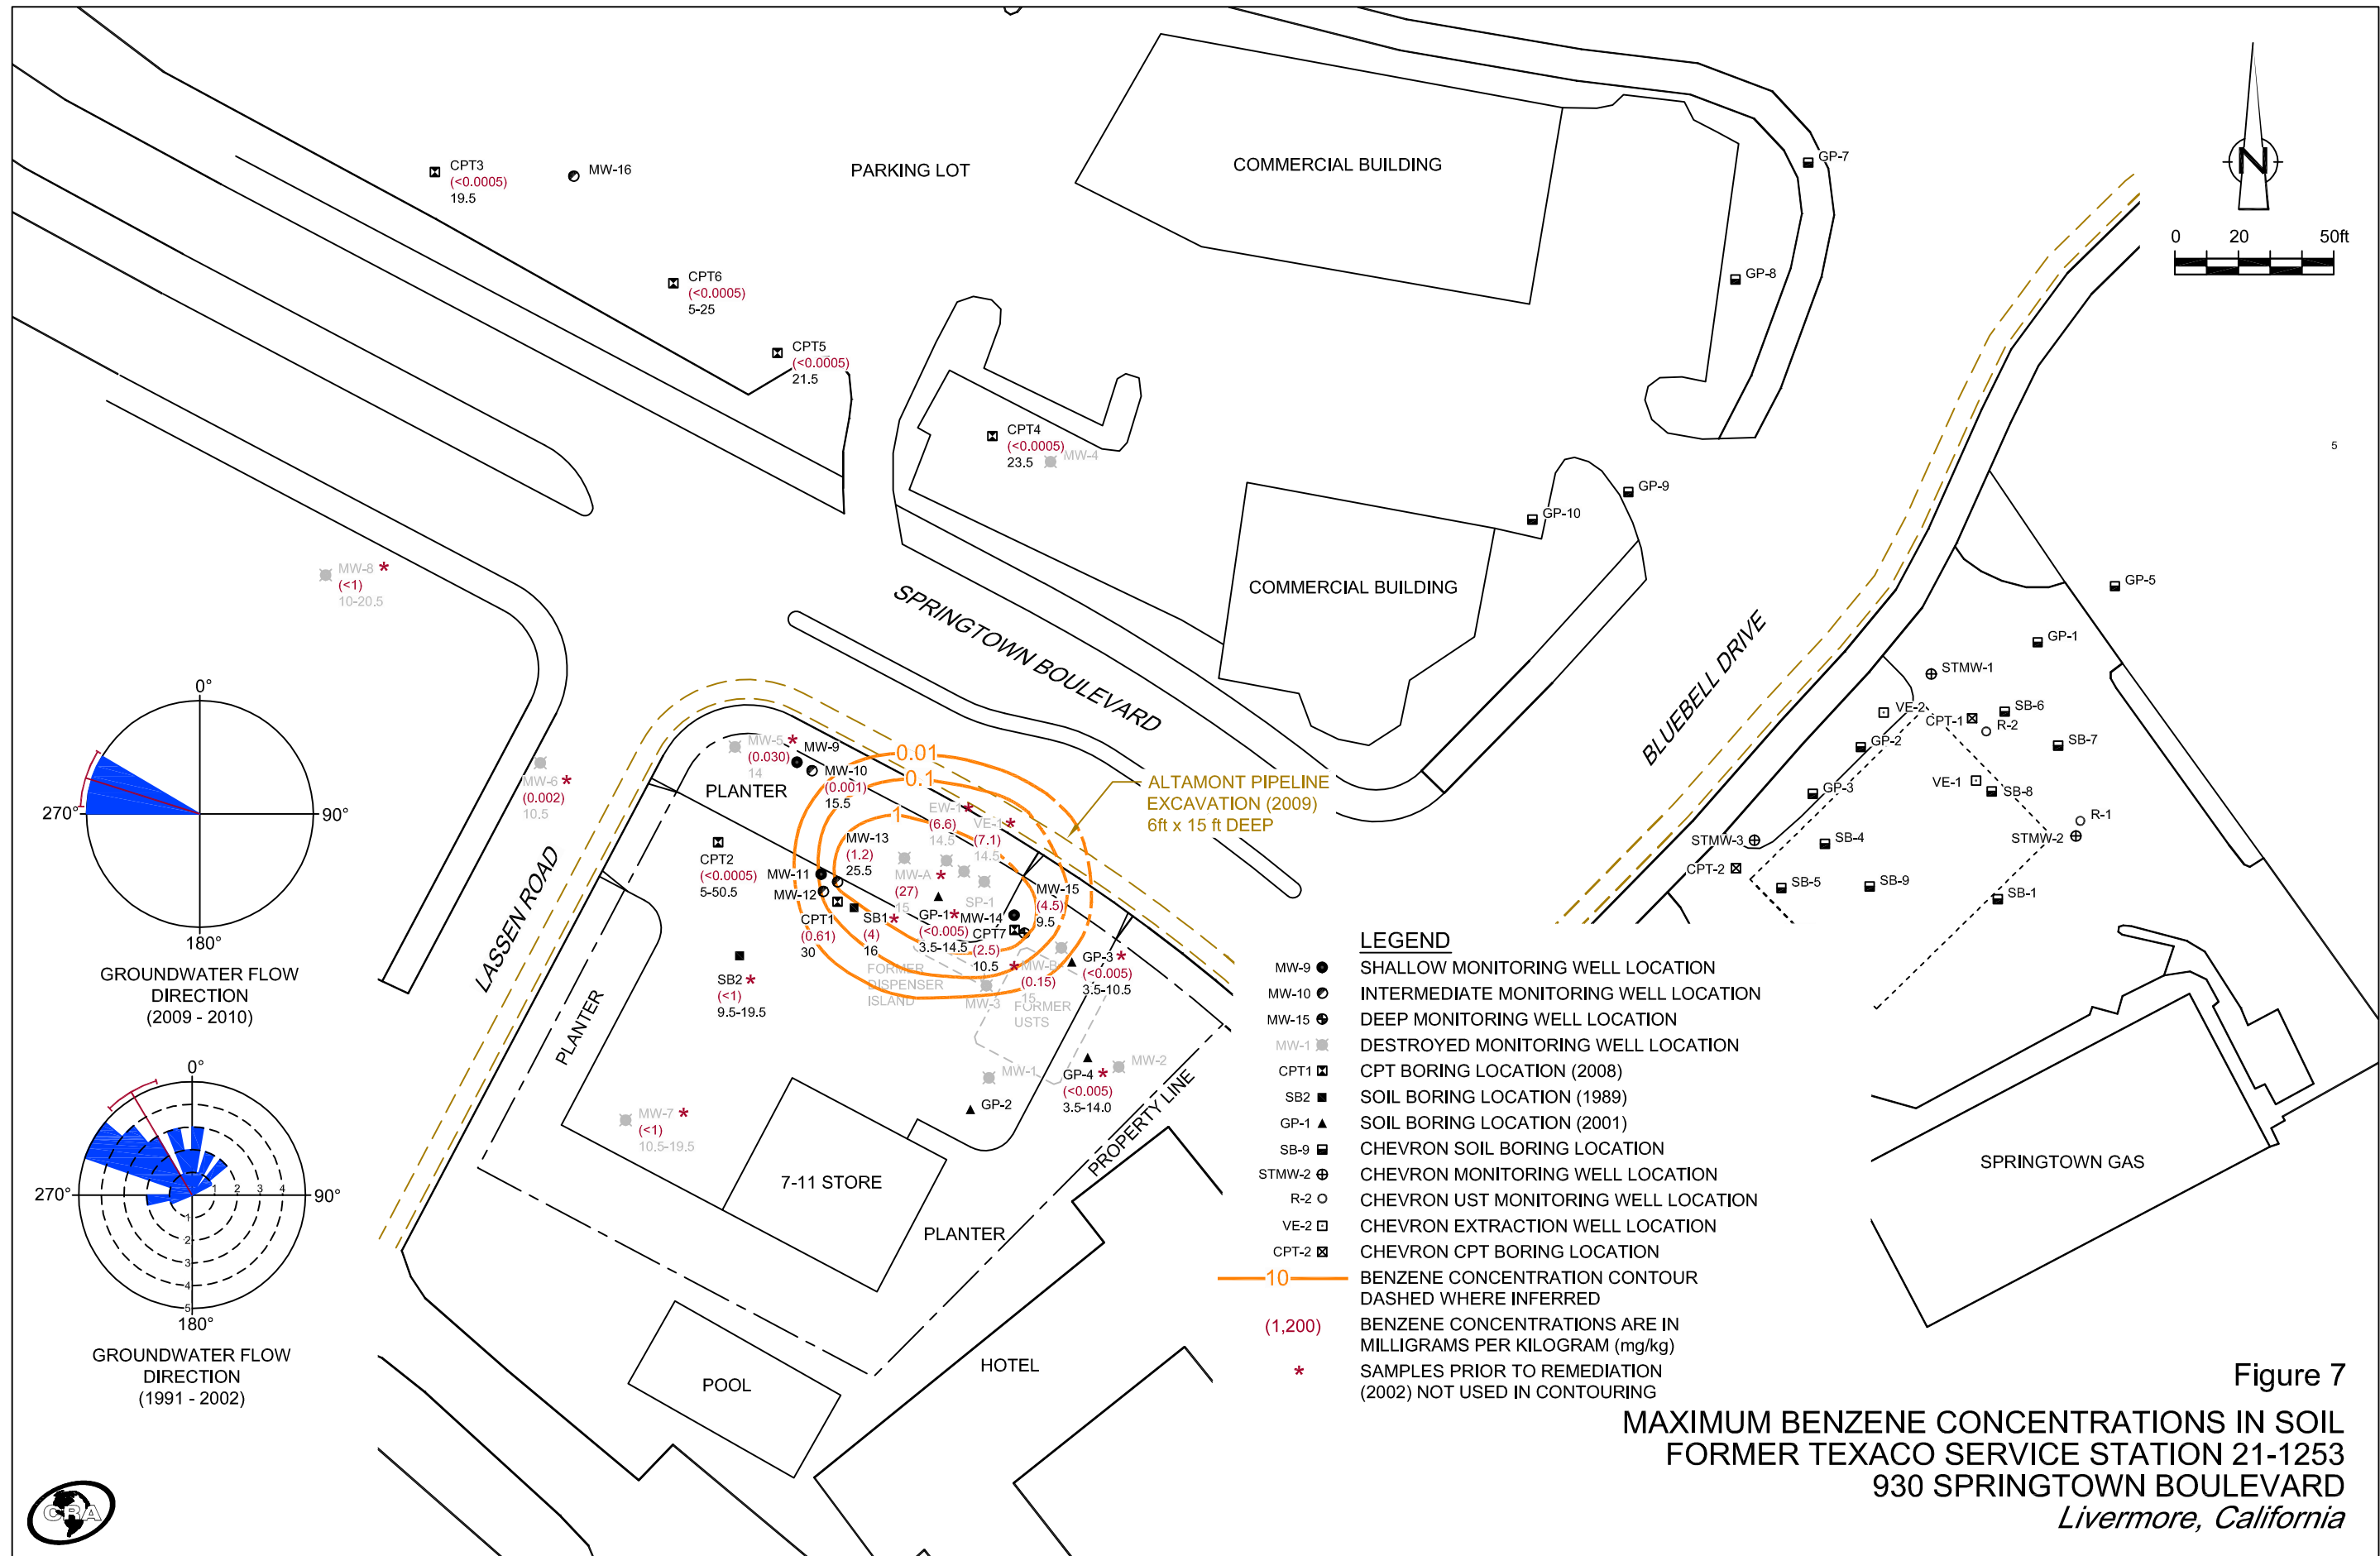 CPT3
(<0.0005)
19.5
MW-16
PARKING LOT
COMMERCIAL BUILDING
GP-7
N
0 20 50ft
CPT6
(<0.0005)
5-25
GP-8
CPT5
(<0.0005)
21.5
CPT4
(<0.0005)
23.5
MW-4
5
GP-9
GP-10
COMMERCIAL BUILDING
MW-8 *
(<1)
10-20.5
GP-5
SPRINGTOWN BOULEVARD
BLUEBELL DRIVE
GP-1
STMW-1
VE-2
CPT-1
SB-6
R-2
SB-7
GP-2
VE-1
SB-8
GP-3
R-1
STMW-2
STMW-3
SB-4
CPT-2
SB-5
SB-9
SB-1
0°
270°
90°
180°
GROUNDWATER FLOW
DIRECTION
(2009 - 2010)
MW-6 *
(0.002)
10.5
MW-5 *
(0.030)
14
MW-9
MW-10
(0.001)
15.5
PLANTER
0.01
0.1
1
ALTAMONT PIPELINE
EXCAVATION (2009)
6ft x 15 ft DEEP
EW-1 *
(6.6)
14.5
VE-1 *
(7.1)
14.5
MW-13
(1.2)
25.5
CPT2
(<0.0005)
5-50.5
MW-11
MW-12
MW-A *
(27)
15
SP-1
MW-15
(4.5)
9.5
CPT1
(0.61)
30
SB1 *
(4)
16
GP-1 *
(<0.005)
3.5-14.5
MW-14
CPT7
(2.5)
10.5
LASSEN ROAD
SB2 *
(<1)
9.5-19.5
FORMER
DISPENSER
ISLAND
* MW-B
(0.15)
15
MW-3
FORMER
USTS
GP-3 *
(<0.005)
3.5-10.5
PLANTER
MW-1
MW-2
GP-4 *
(<0.005)
3.5-14.0
GP-2
MW-7 *
(<1)
10.5-19.5
PROPERTY LINE
7-11 STORE
PLANTER
POOL
HOTEL
SPRINGTOWN GAS
0°
270°
90°
180°
1 2 3 4
1
2
3
4
5
GROUNDWATER FLOW
DIRECTION
(1991 - 2002)
LEGEND
MW-9 SHALLOW MONITORING WELL LOCATION
MW-10 INTERMEDIATE MONITORING WELL LOCATION
MW-15 DEEP MONITORING WELL LOCATION
MW-1 DESTROYED MONITORING WELL LOCATION
CPT1 CPT BORING LOCATION (2008)
SB2 SOIL BORING LOCATION (1989)
GP-1 SOIL BORING LOCATION (2001)
SB-9 CHEVRON SOIL BORING LOCATION
STMW-2 CHEVRON MONITORING WELL LOCATION
R-2 CHEVRON UST MONITORING WELL LOCATION
VE-2 CHEVRON EXTRACTION WELL LOCATION
CPT-2 CHEVRON CPT BORING LOCATION
10 BENZENE CONCENTRATION CONTOUR
DASHED WHERE INFERRED
(1,200) BENZENE CONCENTRATIONS ARE IN
MILLIGRAMS PER KILOGRAM (mg/kg)
* SAMPLES PRIOR TO REMEDIATION
(2002) NOT USED IN CONTOURING
Figure 7
MAXIMUM BENZENE CONCENTRATIONS IN SOIL
FORMER TEXACO SERVICE STATION 21-1253
930 SPRINGTOWN BOULEVARD
Livermore, California
CRA